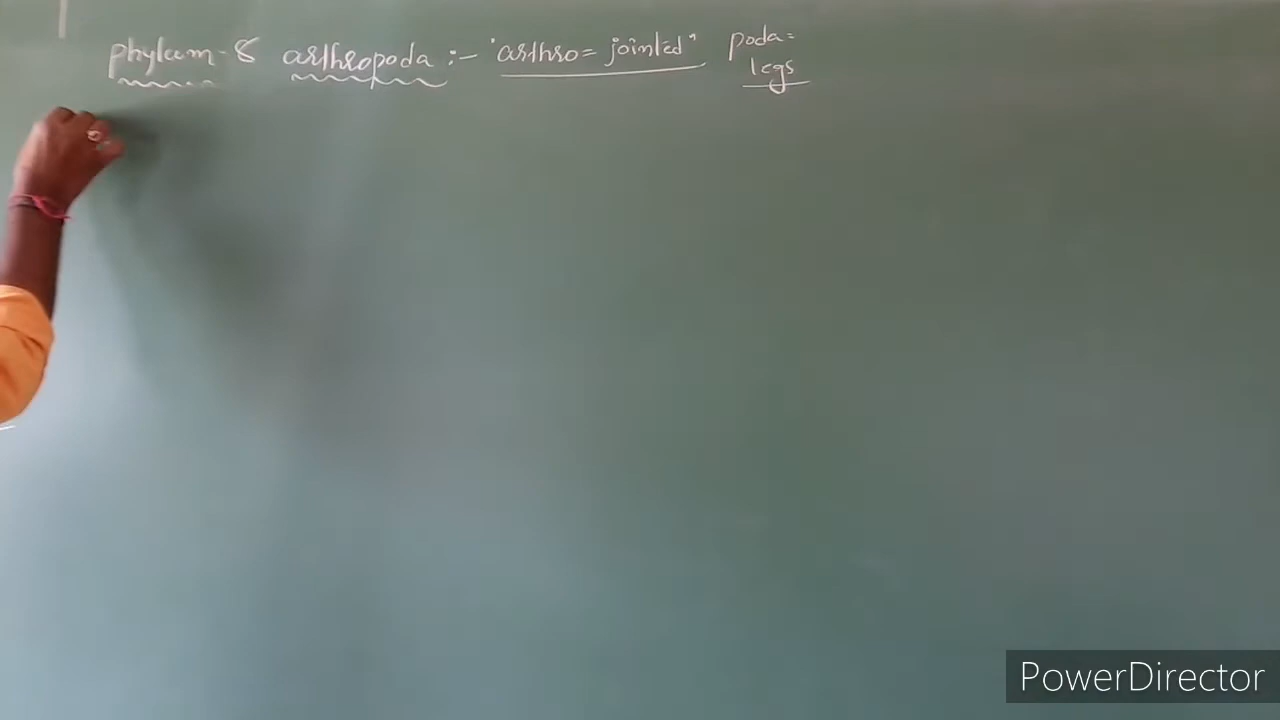 phylum - 8 arthropoda :- "arthro = jointed" poda =
legs
PowerDirector